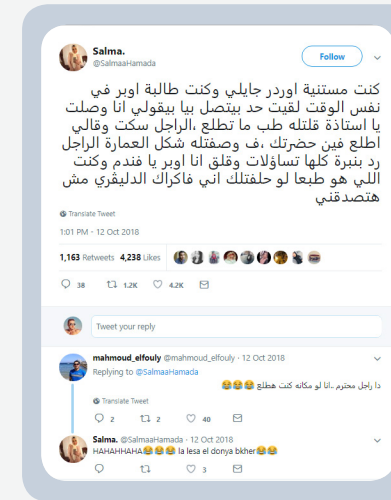 Salma.
@SalmaaHamada
Follow
كنت مستنية اوردر جايلي وكنت طالبة اوبر في
نفس الوقت لقيت حد بيتصل بيا بيقولي انا وصلت
يا استاذة قلتله طب ما تطلع ،الراجل سكت وقالي
اطلع فين حضرتك ،ف وصفتله شكل العمارة الراجل
رد بنبرة كلها تساؤلات وقلق انا اوبر يا فندم وكنت
اللي هو طبعا لو حلفتلك اني فاكراك الدليڤري مش
هتصدقني
Translate Tweet
1:01 PM - 12 Oct 2018
1,163 Retweets 4,238 Likes
38 1.2K 4.2K
Tweet your reply
mahmoud_elfouly @mahmoud_elfouly · 12 Oct 2018
Replying to @SalmaaHamada
دا راجل محترم ..انا لو مكانه كنت هطلع 😂😂😂
Translate Tweet
2 2 40
Salma. @SalmaaHamada · 12 Oct 2018
HAHAHHAHA😂😂😂 la lesa el donya bkher😂😂
3